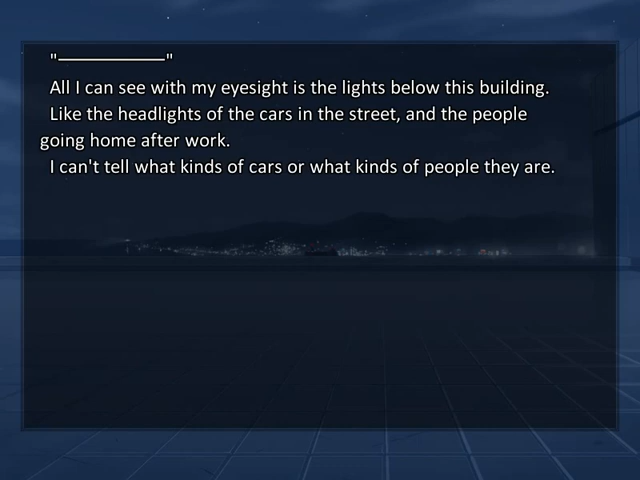 "——————"
All I can see with my eyesight is the lights below this building.
Like the headlights of the cars in the street, and the people
going home after work.
I can't tell what kinds of cars or what kinds of people they are.